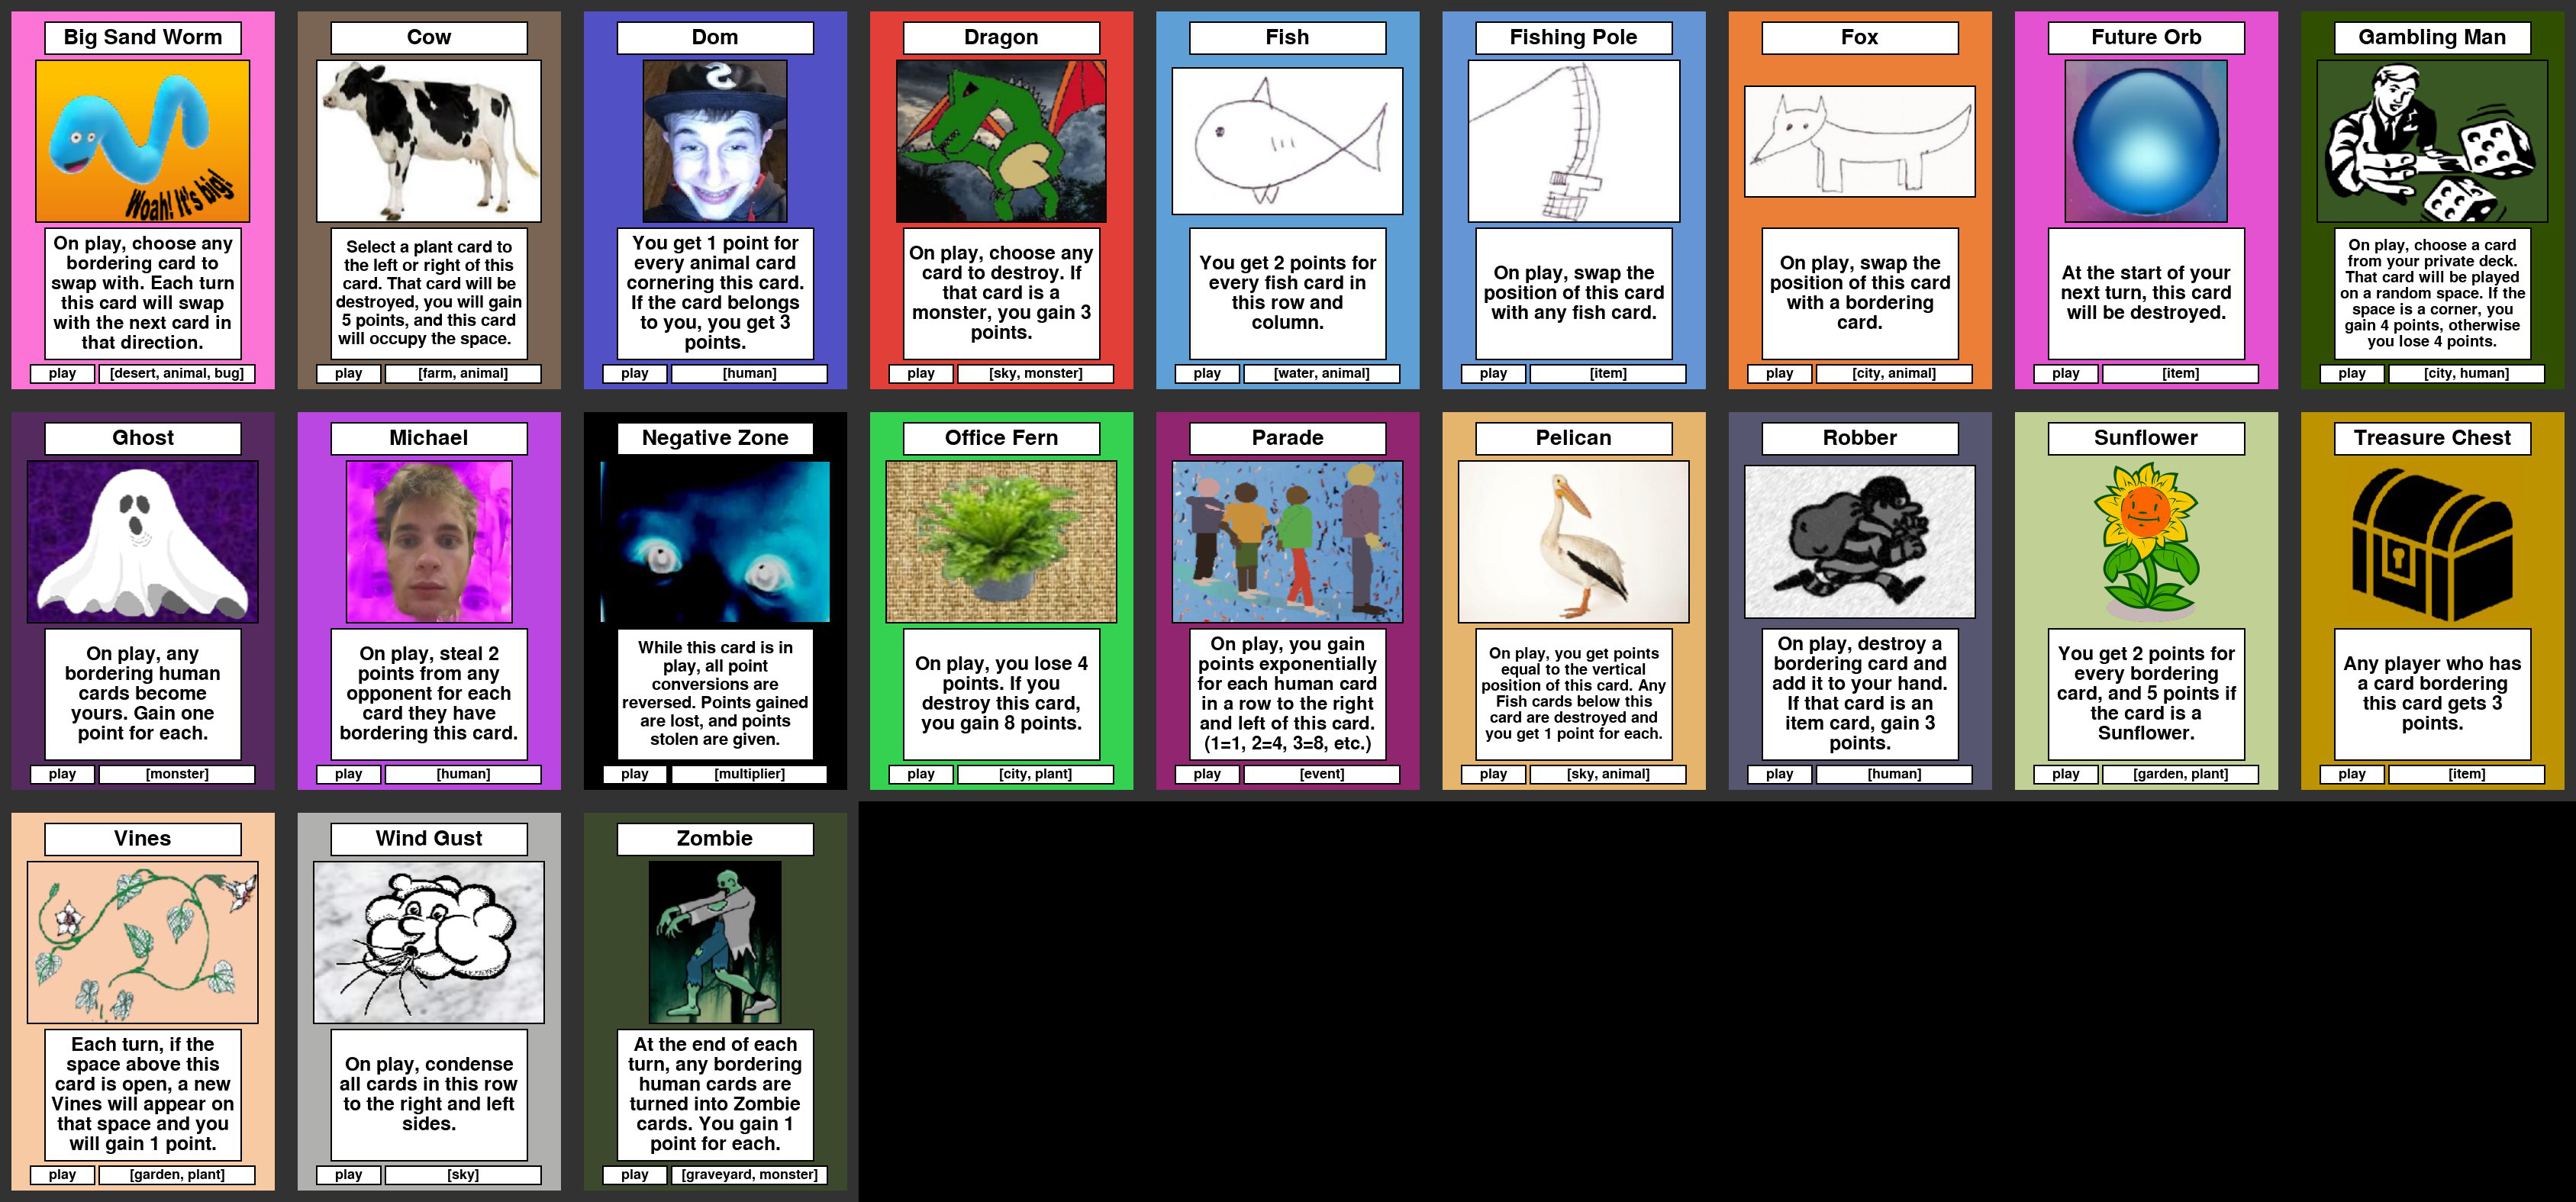 Big Sand Worm
Woah! It's big!
On play, choose any
bordering card to
swap with. Each turn
this card will swap
with the next card in
that direction.
play
[desert, animal, bug]
Cow
Select a plant card to
the left or right of this
card. That card will be
destroyed, you will gain
5 points, and this card
will occupy the space.
play
[farm, animal]
Dom
You get 1 point for
every animal card
cornering this card.
If the card belongs
to you, you get 3
points.
play
[human]
Dragon
On play, choose any
card to destroy. If
that card is a
monster, you gain 3
points.
play
[sky, monster]
Fish
You get 2 points for
every fish card in
this row and
column.
play
[water, animal]
Fishing Pole
On play, swap the
position of this card
with any fish card.
play
[item]
Fox
On play, swap the
position of this card
with a bordering
card.
play
[city, animal]
Future Orb
At the start of your
next turn, this card
will be destroyed.
play
[item]
Gambling Man
On play, choose a card
from your private deck.
That card will be played
on a random space. If the
space is a corner, you
gain 4 points, otherwise
you lose 4 points.
play
[city, human]
Ghost
On play, any
bordering human
cards become
yours. Gain one
point for each.
play
[monster]
Michael
On play, steal 2
points from any
opponent for each
card they have
bordering this card.
play
[human]
Negative Zone
While this card is in
play, all point
conversions are
reversed. Points gained
are lost, and points
stolen are given.
play
[multiplier]
Office Fern
On play, you lose 4
points. If you
destroy this card,
you gain 8 points.
play
[city, plant]
Parade
On play, you gain
points exponentially
for each human card
in a row to the right
and left of this card.
(1=1, 2=4, 3=8, etc.)
play
[event]
Pelican
On play, you get points
equal to the vertical
position of this card. Any
Fish cards below this
card are destroyed and
you get 1 point for each.
play
[sky, animal]
Robber
On play, destroy a
bordering card and
add it to your hand.
If that card is an
item card, gain 3
points.
play
[human]
Sunflower
You get 2 points for
every bordering
card, and 5 points if
the card is a
Sunflower.
play
[garden, plant]
Treasure Chest
Any player who has
a card bordering
this card gets 3
points.
play
[item]
Vines
Each turn, if the
space above this
card is open, a new
Vines will appear on
that space and you
will gain 1 point.
play
[garden, plant]
Wind Gust
On play, condense
all cards in this row
to the right and left
sides.
play
[sky]
Zombie
At the end of each
turn, any bordering
human cards are
turned into Zombie
cards. You gain 1
point for each.
play
[graveyard, monster]